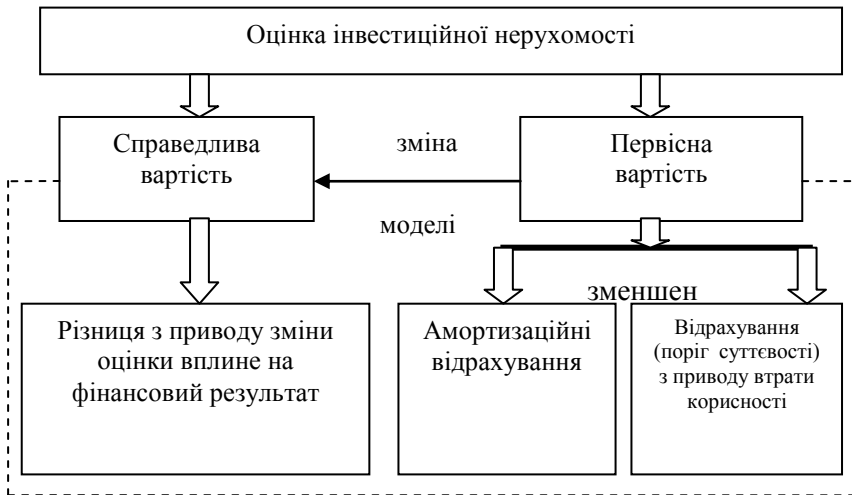 Оцінка інвестиційної нерухомості
Справедлива
вартість
зміна
моделі
Первісна
вартість
зменшен
Різниця з приводу зміни
оцінки вплине на
фінансовий результат
Амортизаційні
відрахування
Відрахування
(поріг суттєвості)
з приводу втрати
корисності